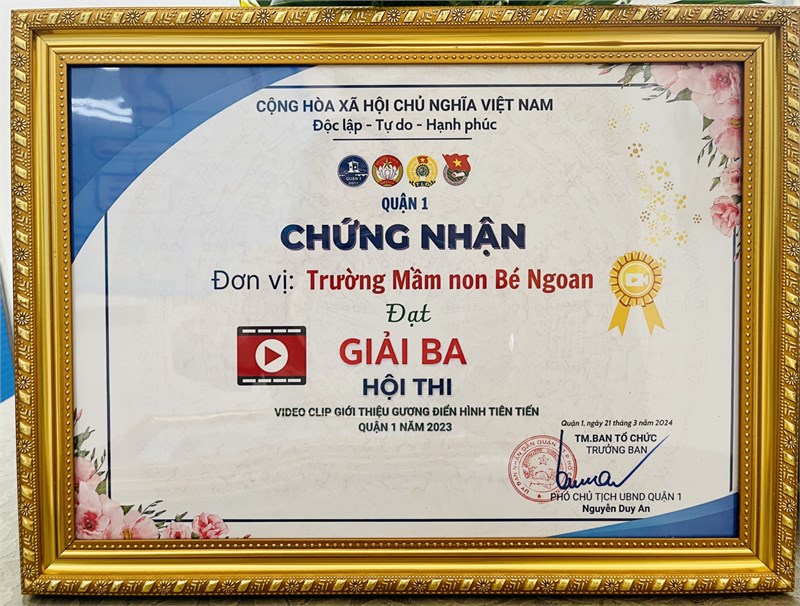 CỘNG HÒA XÃ HỘI CHỦ NGHĨA VIỆT NAM
Độc lập - Tự do - Hạnh phúc
QUẬN 1
QUẬN 1
CHỨNG NHẬN
Đơn vị: Trường Mầm non Bé Ngoan
Đạt
GIẢI BA
HỘI THI
VIDEO CLIP GIỚI THIỆU GƯƠNG ĐIỂN HÌNH TIÊN TIẾN
QUẬN 1 NĂM 2023
Quận 1, ngày 21 tháng 3 năm 2024
TM.BAN TỔ CHỨC
TRƯỞNG BAN
PHÓ CHỦ TỊCH UBND QUẬN 1
Nguyễn Duy An